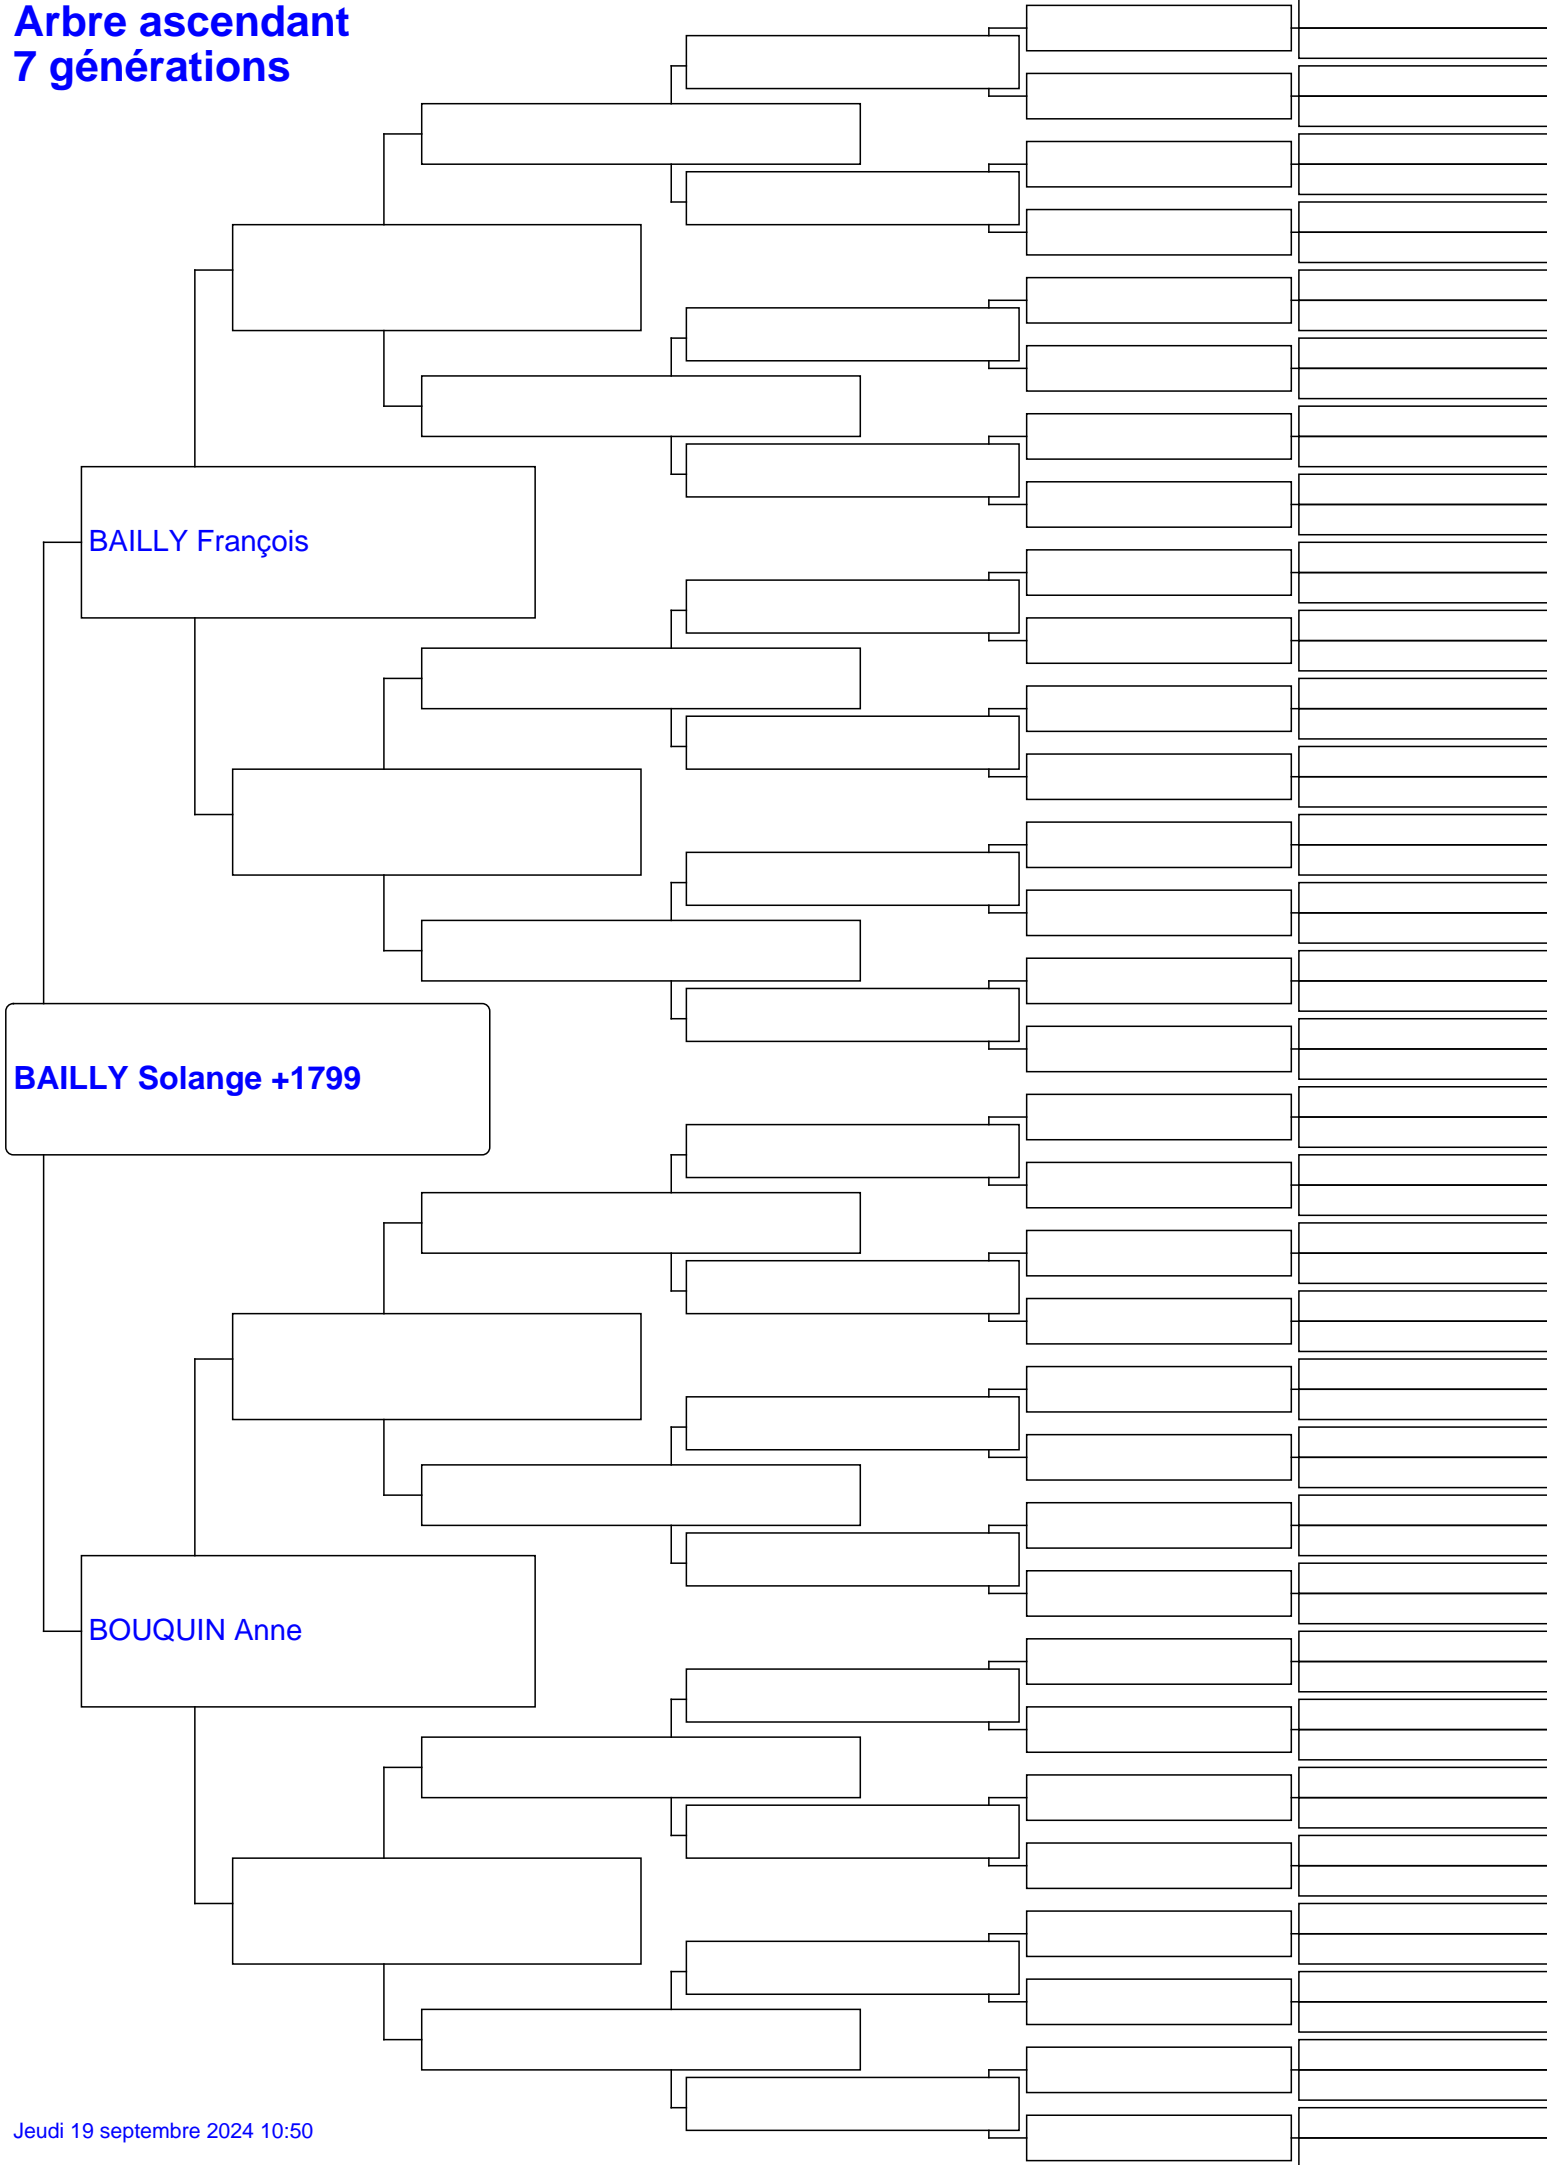 Arbre ascendant
7 générations
BAILLY François
BAILLY Solange +1799
BOUQUIN Anne
Jeudi 19 septembre 2024 10:50